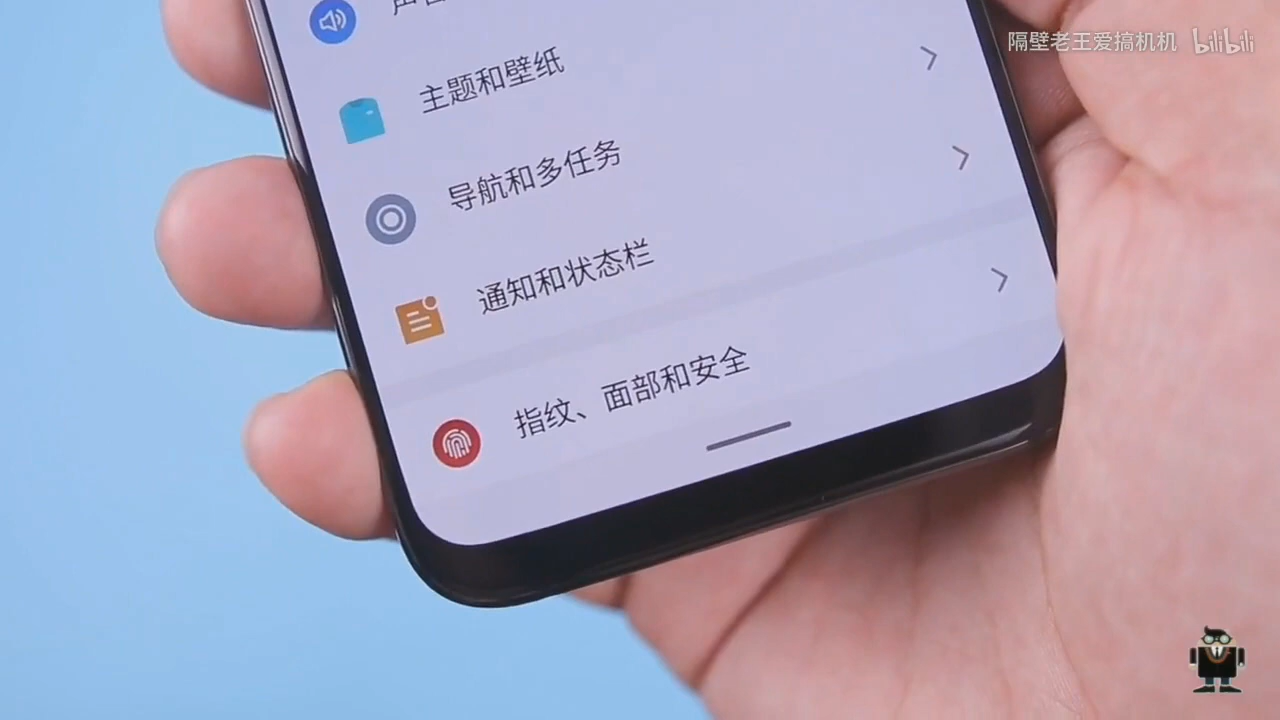 隔壁老王爱搞机机 bilibili
主题和壁纸
导航和多任务
通知和状态栏
指纹、面部和安全